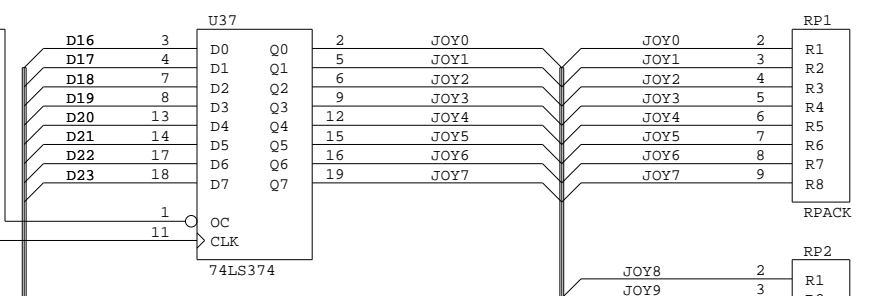 U37 RP1
D16 3 D0 Q0 2 JOY0 JOY0 2 R1
D17 4 D1 Q1 5 JOY1 JOY1 3 R2
D18 7 D2 Q2 6 JOY2 JOY2 4 R3
D19 8 D3 Q3 9 JOY3 JOY3 5 R4
D20 13 D4 Q4 12 JOY4 JOY4 6 R5
D21 14 D5 Q5 15 JOY5 JOY5 7 R6
D22 17 D6 Q6 16 JOY6 JOY6 8 R7
D23 18 D7 Q7 19 JOY7 JOY7 9 R8
1 OC RPACK
11 CLK
74LS374 RP2
JOY8 2 R1
JOY9 3